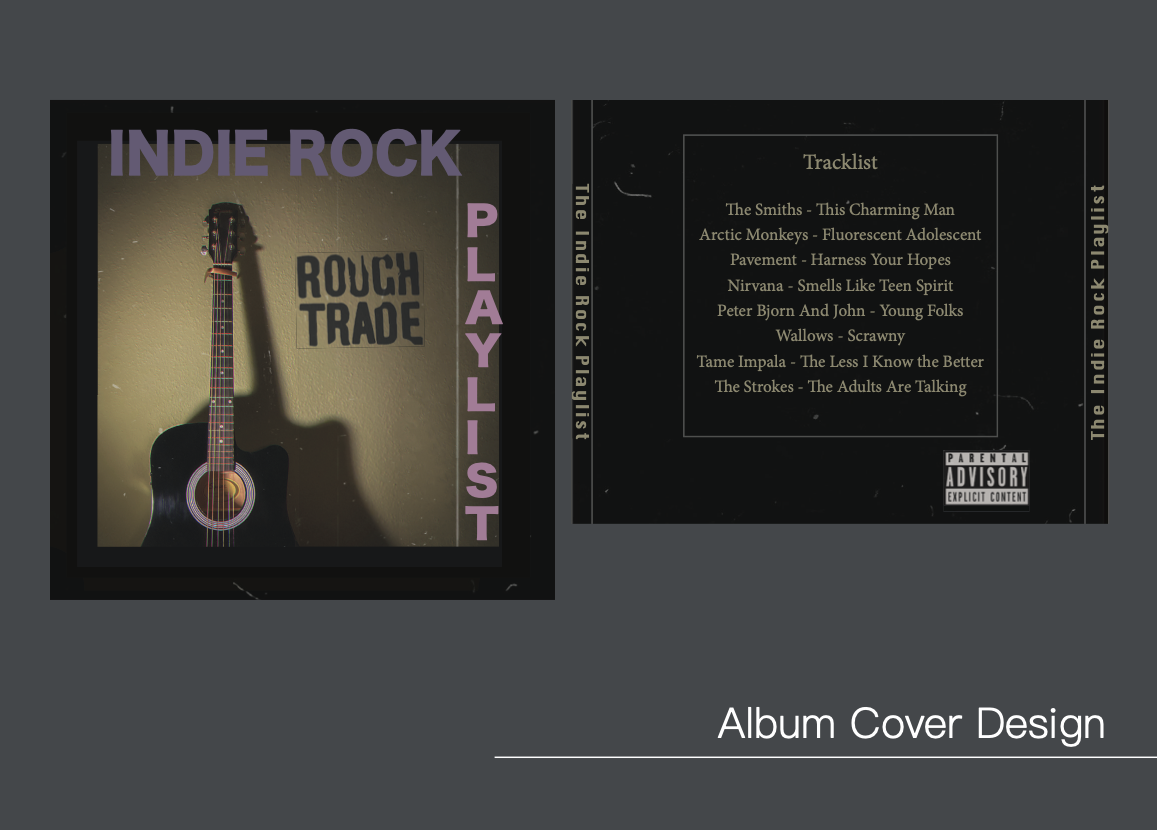 INDIE ROCK
PLAYLIST
ROUGH
TRADE
The Indie Rock Playlist
Tracklist
The Smiths - This Charming Man
Arctic Monkeys - Fluorescent Adolescent
Pavement - Harness Your Hopes
Nirvana - Smells Like Teen Spirit
Peter Bjorn And John - Young Folks
Wallows - Scrawny
Tame Impala - The Less I Know the Better
The Strokes - The Adults Are Talking
The Indie Rock Playlist
PARENTAL
ADVISORY
EXPLICIT CONTENT
Album Cover Design